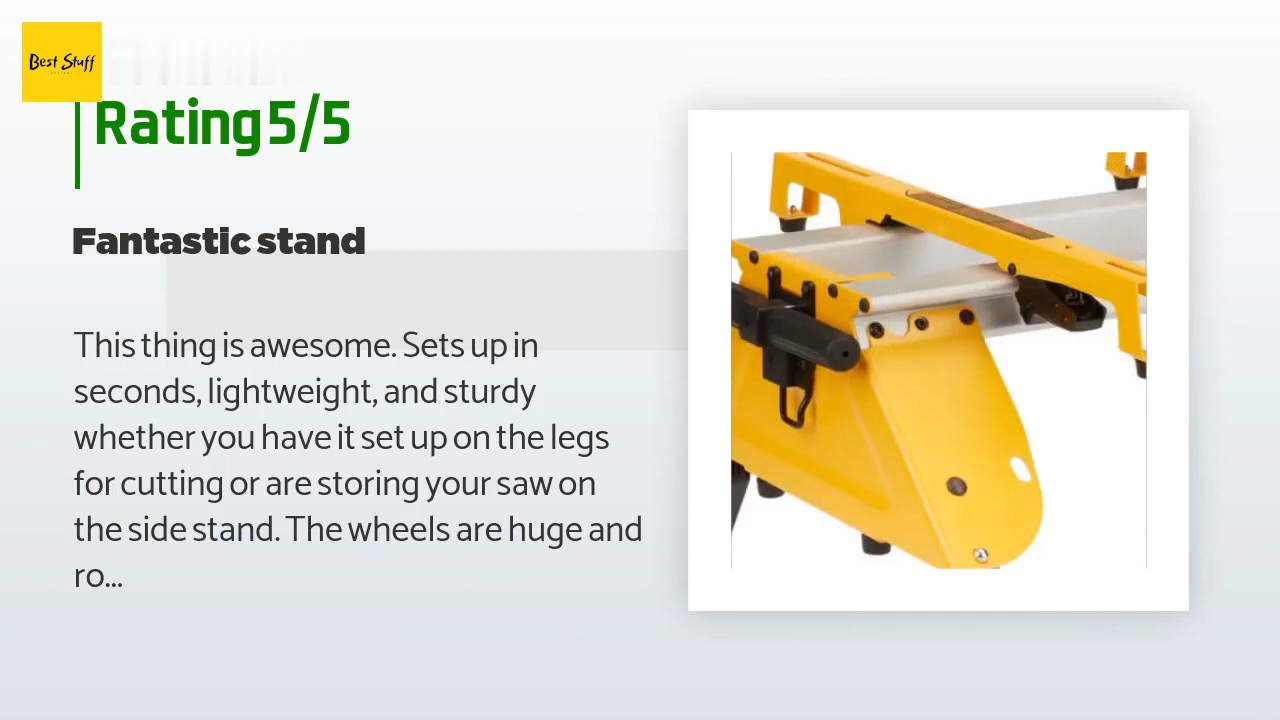 Best Stuff
Rating 5/5
Fantastic stand
This thing is awesome. Sets up in
seconds, lightweight, and sturdy
whether you have it set up on the legs
for cutting or are storing your saw on
the side stand. The wheels are huge and
ro...